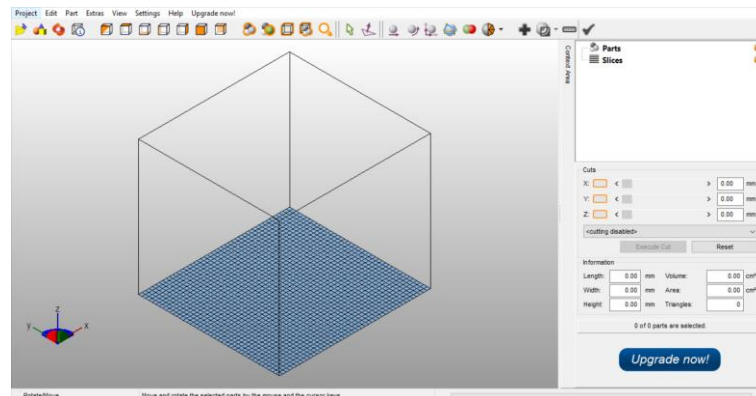 Project Edit Part Extras View Settings Help Upgrade now!
Context Area
Parts
Slices
Z
Y X
Cuts
X: < > 0.00 mm
Y: < > 0.00 mm
Z: < > 0.00 mm
<cutting disabled>
Execute Cut Reset
Information
Length: 0.00 mm Volume: 0.00 cm³
Width: 0.00 mm Area: 0.00 cm²
Height: 0.00 mm Triangles: 0
0 of 0 parts are selected.
Upgrade now!
Rotate/Move Move and rotate the selected parts by the mouse and the cursor keys